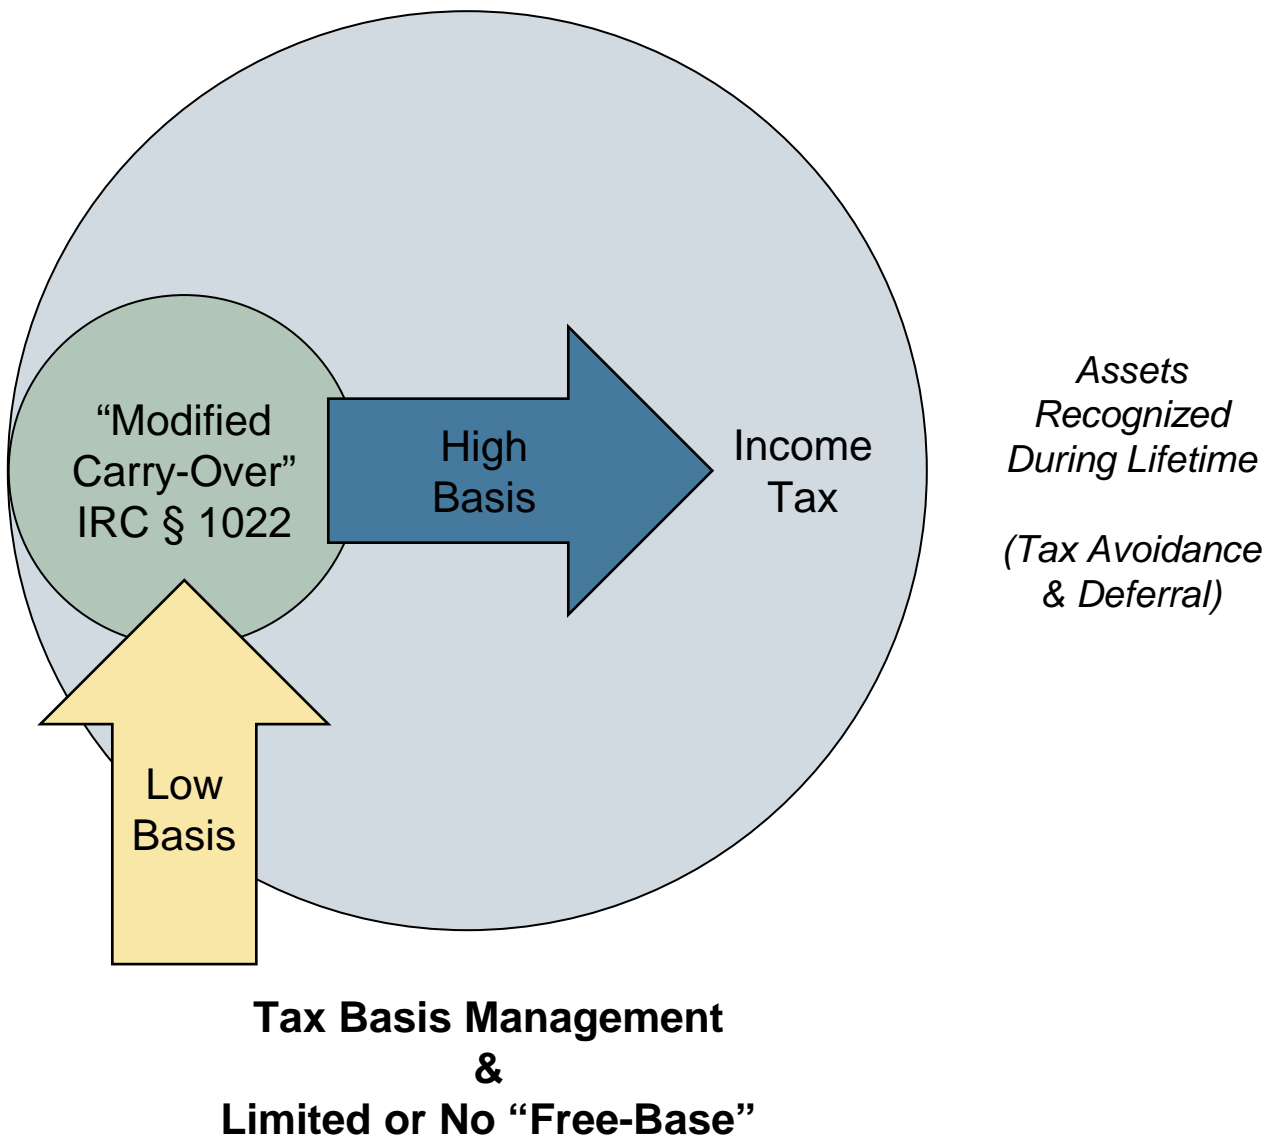 “Modified
Carry-Over”
IRC § 1022
High
Basis
Income
Tax
Assets
Recognized
During Lifetime
(Tax Avoidance
& Deferral)
Low
Basis
Tax Basis Management
&
Limited or No “Free-Base”